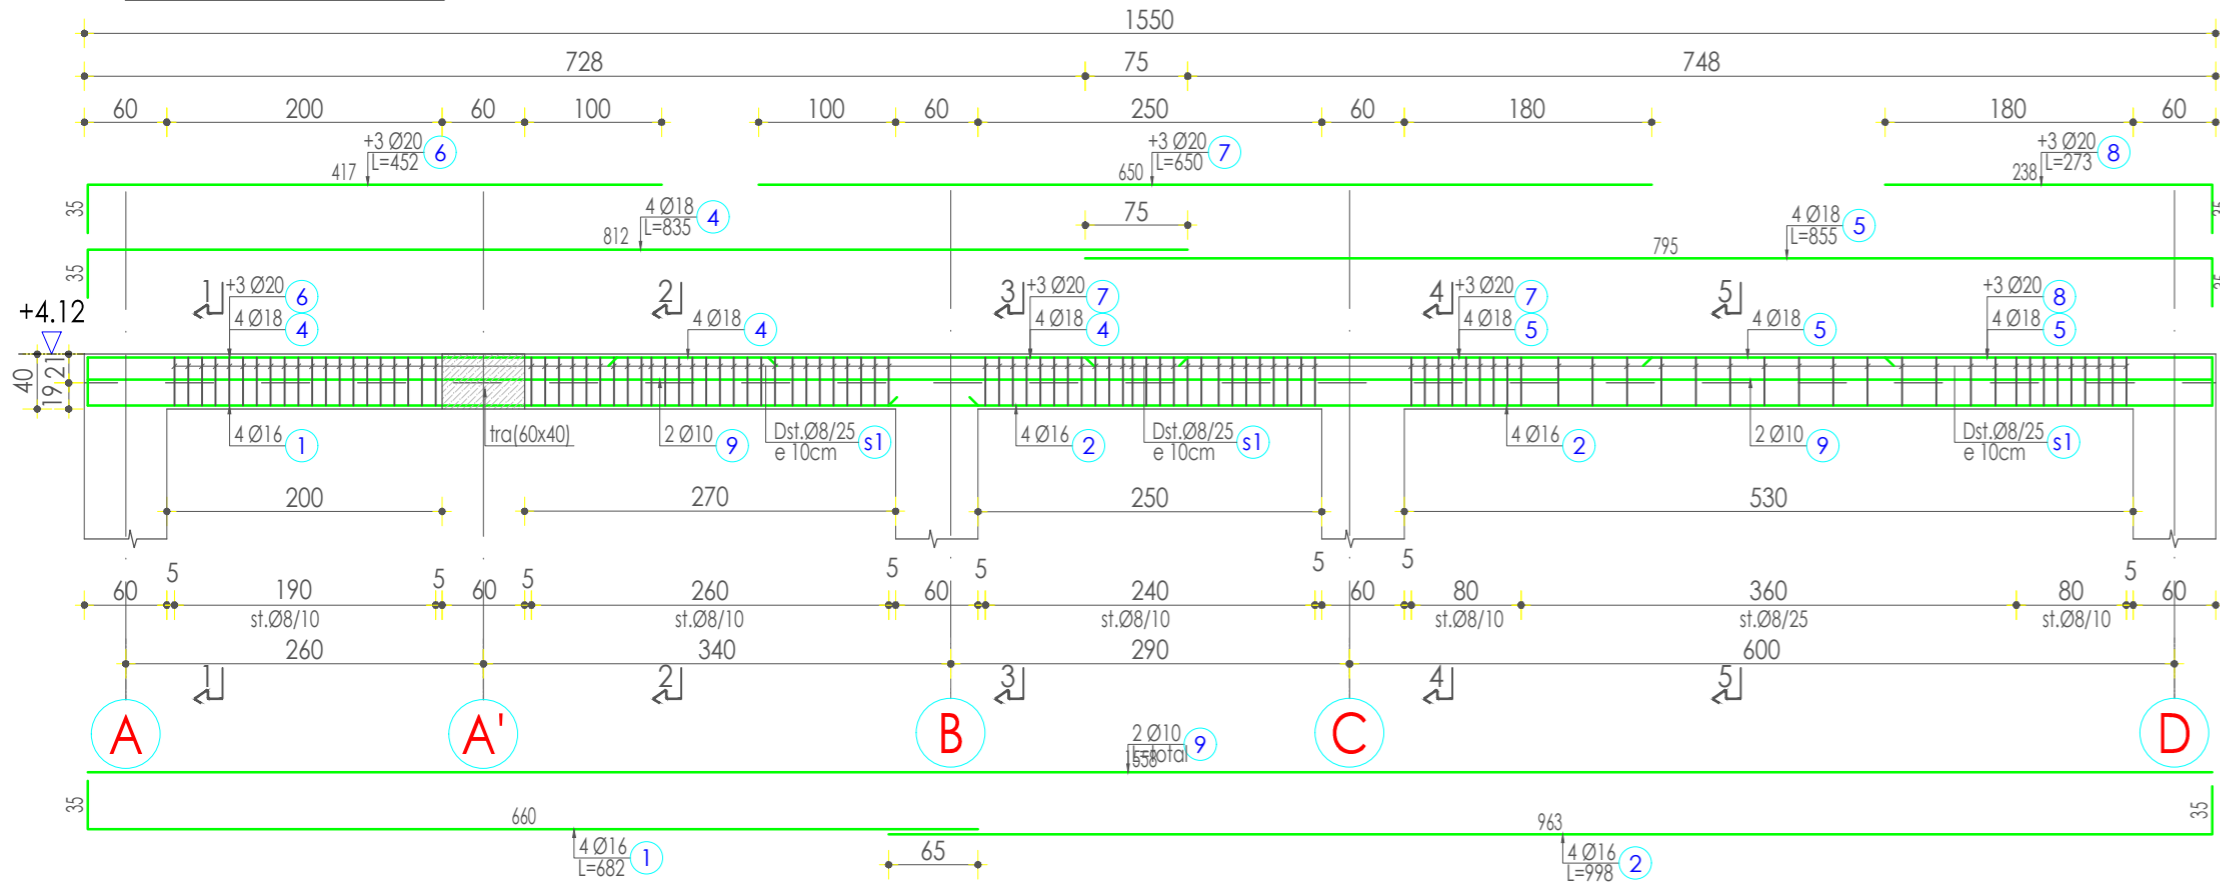 1550
728 75 748
60 200 60 100 100 60 250 60 180 180 60
+3 Ø20 6
L=452
417
+3 Ø20 7
L=650
650
+3 Ø20 8
L=273
238
35
35
4 Ø18 4
L=835
812
75
4 Ø18 5
L=855
795
35
35
1 2 3 4 5
+3 Ø20 6
4 Ø18 4
4 Ø18 4
+3 Ø20 7
4 Ø18 4
+3 Ø20 7
4 Ø18 5
4 Ø18 5
+3 Ø20 8
4 Ø18 5
+4.12
40
19 21
4 Ø16 1
tra(60x40)
2 Ø10 9
Dst.Ø8/25 s1
e 10cm
4 Ø16 2
Dst.Ø8/25 s1
e 10cm
4 Ø16 2
2 Ø10 9
Dst.Ø8/25 s1
e 10cm
200 270 250 530
60 5 190 5 60 5 260 5 60 5 240 5 60 5 80 360 80 5 60
st.Ø8/10 st.Ø8/10 st.Ø8/10 st.Ø8/10 st.Ø8/25 st.Ø8/10
260 340 290 600
1 2 3 4 5
A A' B C D
2 Ø10 9
L=total
35
660
4 Ø16 1
L=682
65
963
4 Ø16 2
L=998
35